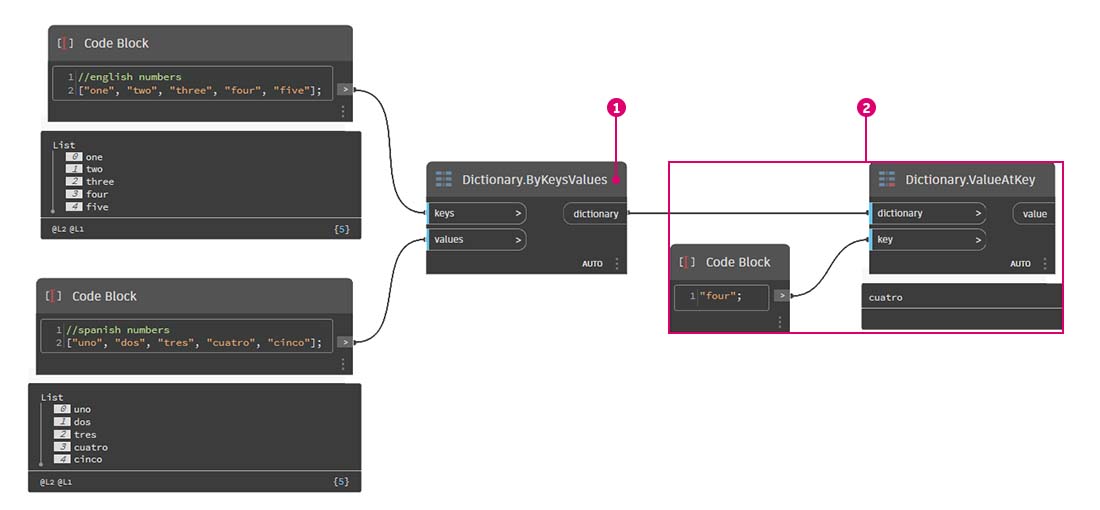 Code Block
1 //english numbers
2 ["one", "two", "three", "four", "five"];
>
List
0 one
1 two
2 three
3 four
4 five
@L2 @L1 {5}
Code Block
1 //spanish numbers
2 ["uno", "dos", "tres", "cuatro", "cinco"];
>
List
0 uno
1 dos
2 tres
3 cuatro
4 cinco
@L2 @L1 {5}
1
Dictionary.ByKeysValues
keys > dictionary
values >
AUTO
2
Code Block
1 "four";
>
Dictionary.ValueAtKey
dictionary > value
key >
AUTO
cuatro